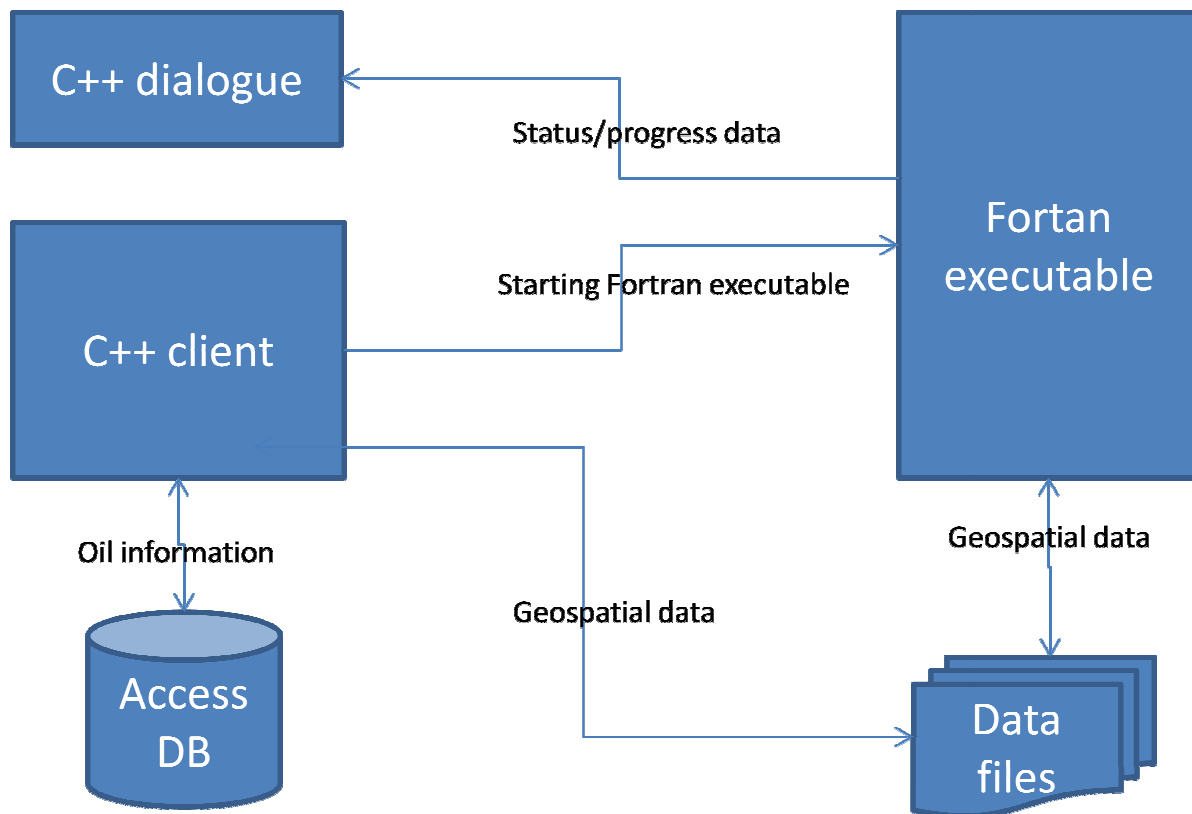 C++ dialogue
Status/progress data
Fortan
executable
Starting Fortran executable
C++ client
Oil information
Geospatial data
Geospatial data
Access
DB
Data
files